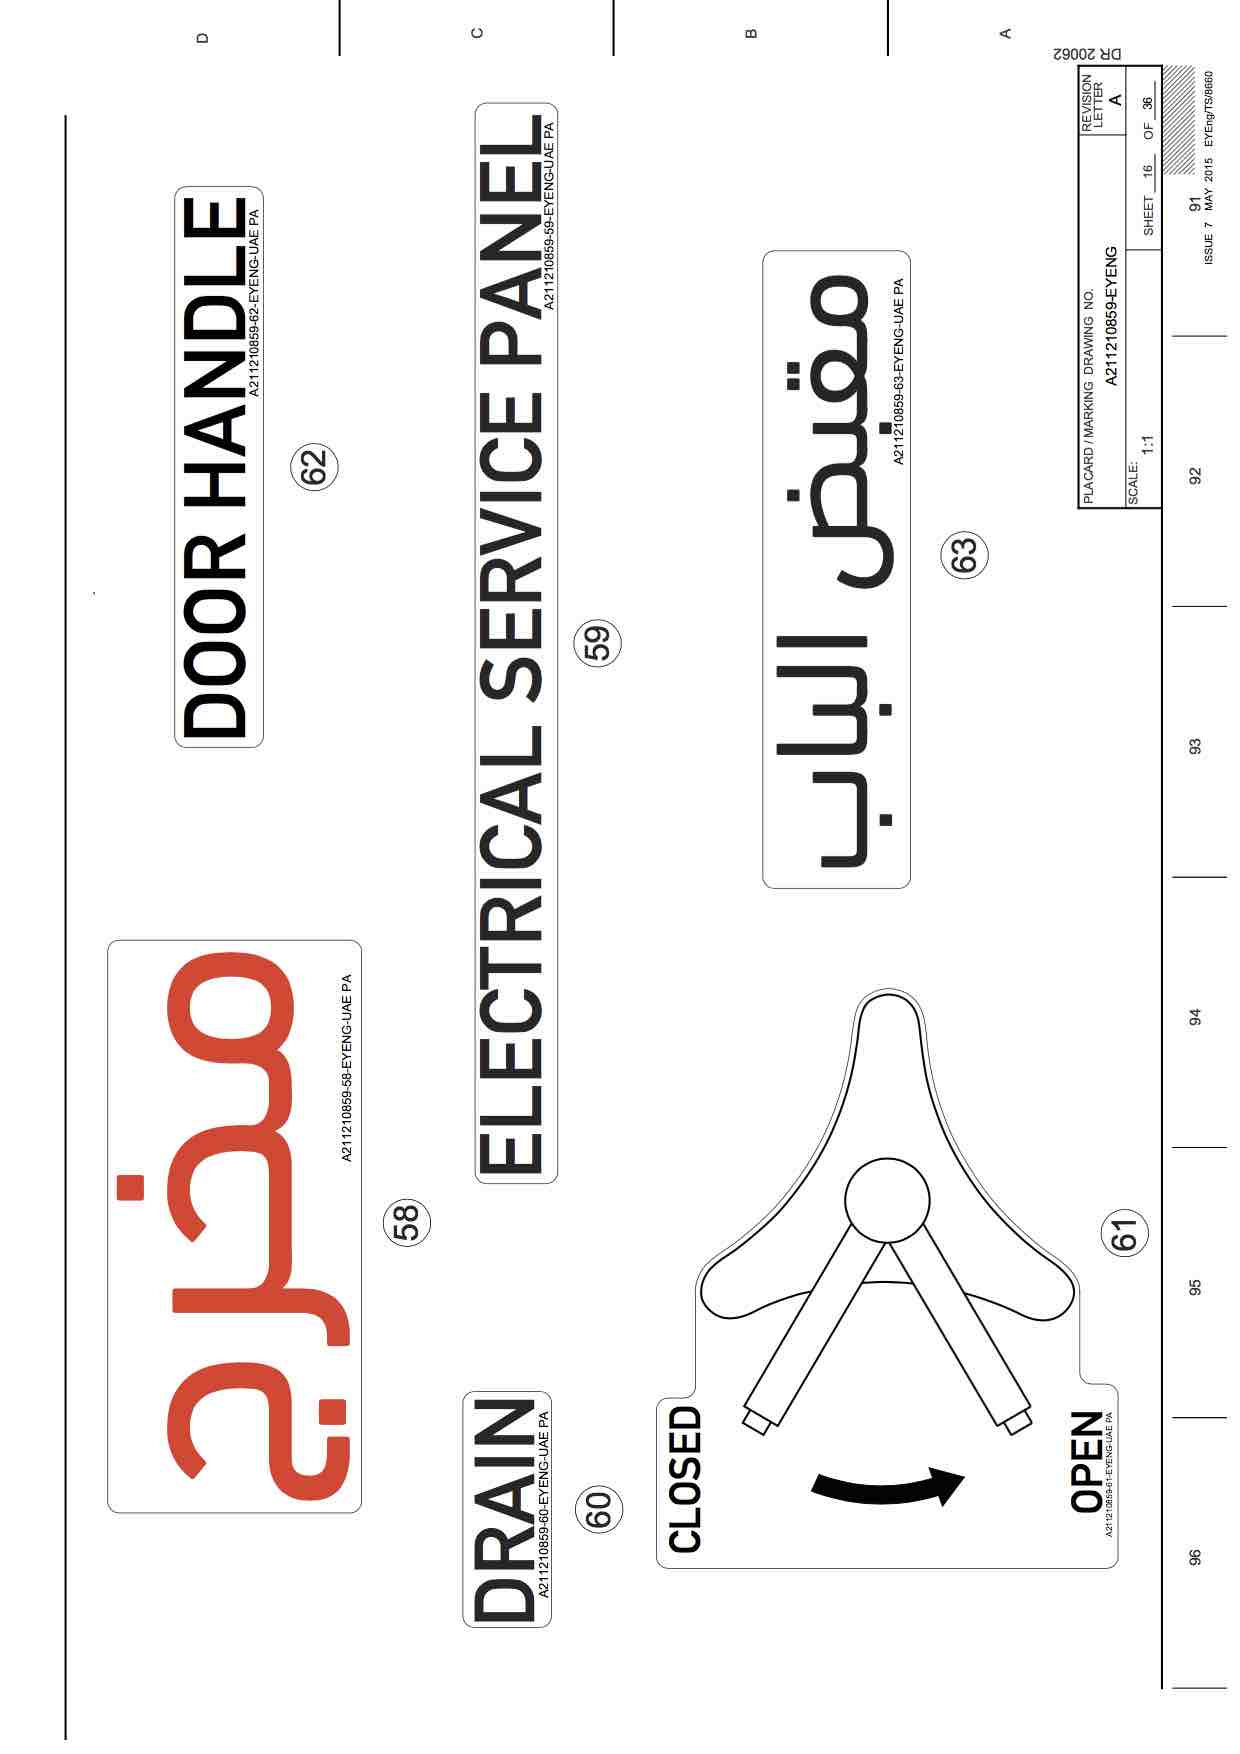 مخرج
A211210859-58-EYENG-UAE PA
58
DOOR HANDLE
A211210859-62-EYENG-UAE PA
62
D
DRAIN
A211210859-60-EYENG-UAE PA
60
ELECTRICAL SERVICE PANEL
A211210859-59-EYENG-UAE PA
59
C
CLOSED
OPEN
A211210859-61-EYENG-UAE PA
61
مقبض الباب
A211210859-63-EYENG-UAE PA
63
B
A
DR 20062
PLACARD / MARKING DRAWING NO.
A211210859-EYENG
REVISION
LETTER
A
SCALE:
1:1
SHEET 16 OF 36
96
95
94
93
92
91
ISSUE 7 MAY 2015 EYEng/TS/8660